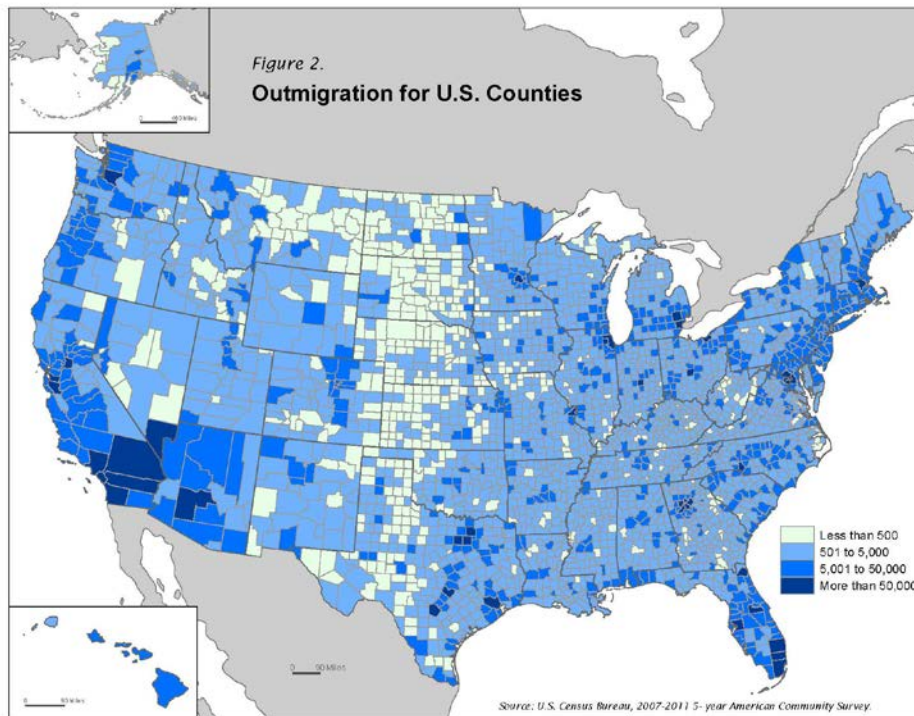 Figure 2.
Outmigration for U.S. Counties
Less than 500
501 to 5,000
5,001 to 50,000
More than 50,000
0 90 Miles
Source: U.S. Census Bureau, 2007-2011 5- year American Community Survey.